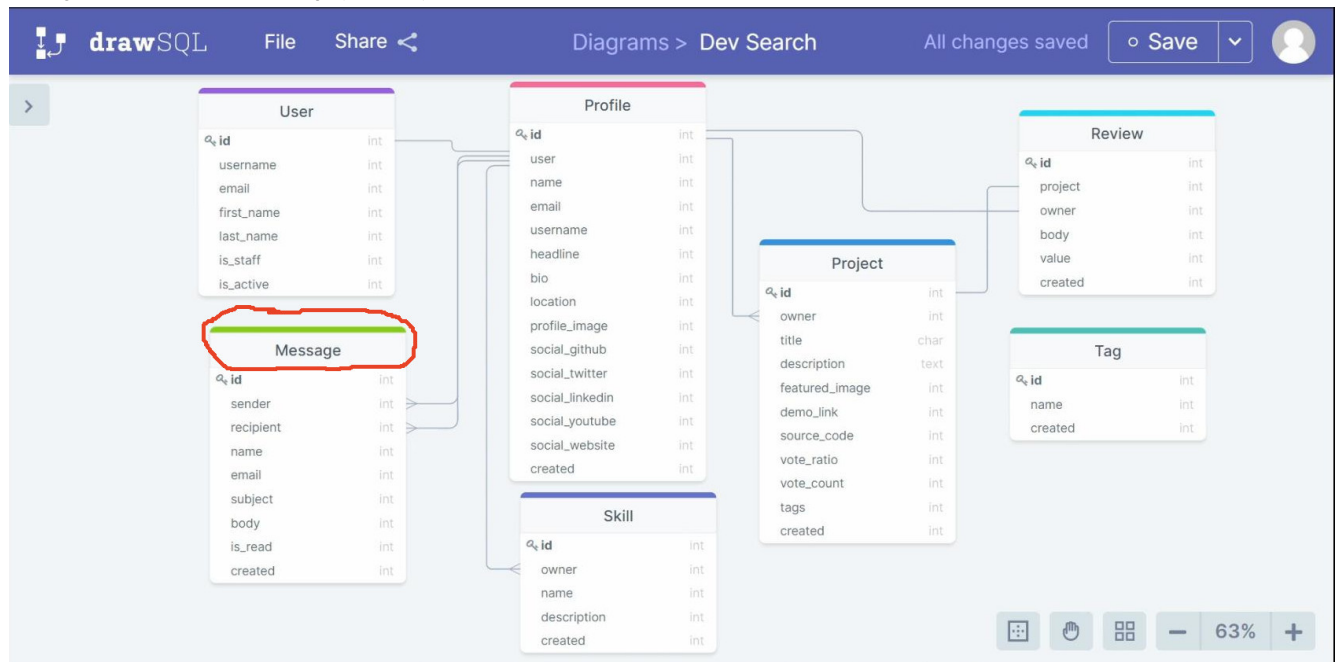 drawSQL File Share Diagrams > Dev Search All changes saved Save
User
id int
username int
email int
first_name int
last_name int
is_staff int
is_active int
Message
id int
sender int
recipient int
name int
email int
subject int
body int
is_read int
created int
Profile
id int
user int
name int
email int
username int
headline int
bio int
location int
profile_image int
social_github int
social_twitter int
social_linkedin int
social_youtube int
social_website int
created int
Skill
id int
owner int
name int
description int
created int
Project
id int
owner int
title char
description text
featured_image int
demo_link int
source_code int
vote_ratio int
vote_count int
tags int
created int
Review
id int
project int
owner int
body int
value int
created int
Tag
id int
name int
created int
63%